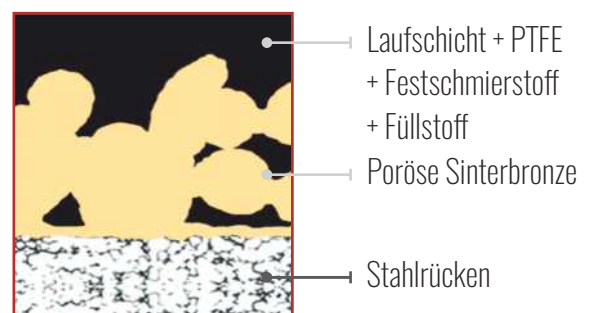 Laufschicht + PTFE
+ Festschmierstoff
+ Füllstoff
Poröse Sinterbronze
Stahlrücken